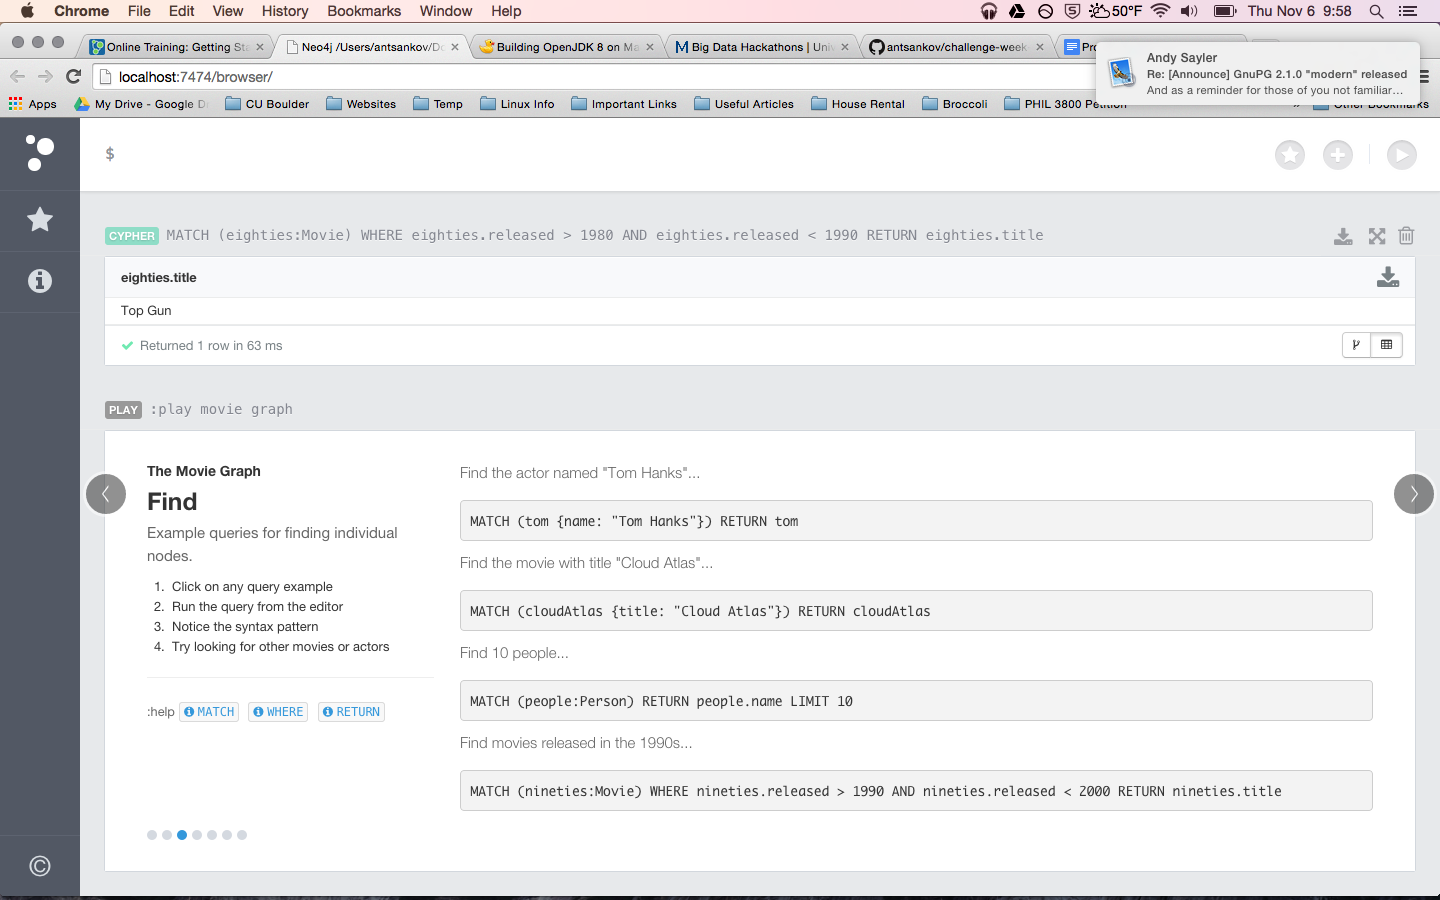 Chrome File Edit View History Bookmarks Window Help 50°F Thu Nov 6 9:58
Online Training: Getting Sta
Neo4j /Users/antsankov/Do
Building OpenJDK 8 on Ma
Big Data Hackathons | Univ
antsankov/challenge-week
Pro
localhost:7474/browser/
Andy Sayler
Re: [Announce] GnuPG 2.1.0 "modern" released
And as a reminder for those of you not familiar...
Apps My Drive - Google D CU Boulder Websites Temp Linux Info Important Links Useful Articles House Rental Broccoli PHIL 3800 Petition » Other Bookmarks
$
CYPHER MATCH (eighties:Movie) WHERE eighties.released > 1980 AND eighties.released < 1990 RETURN eighties.title
eighties.title
Top Gun
Returned 1 row in 63 ms
PLAY :play movie graph
The Movie Graph
Find
Example queries for finding individual
nodes.
1. Click on any query example
2. Run the query from the editor
3. Notice the syntax pattern
4. Try looking for other movies or actors
:help MATCH WHERE RETURN
Find the actor named "Tom Hanks"...
MATCH (tom {name: "Tom Hanks"}) RETURN tom
Find the movie with title "Cloud Atlas"...
MATCH (cloudAtlas {title: "Cloud Atlas"}) RETURN cloudAtlas
Find 10 people...
MATCH (people:Person) RETURN people.name LIMIT 10
Find movies released in the 1990s...
MATCH (nineties:Movie) WHERE nineties.released > 1990 AND nineties.released < 2000 RETURN nineties.title
©